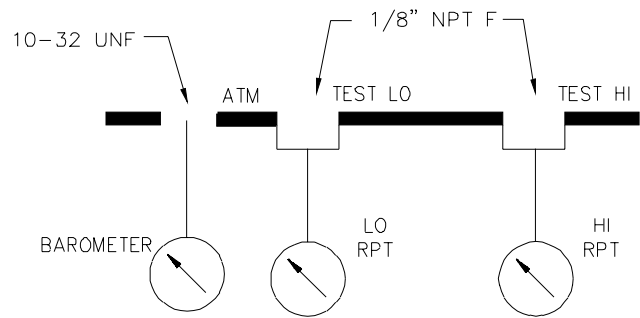 1/8" NPT F
10-32 UNF
ATM
TEST LO
TEST HI
BAROMETER
LO
RPT
HI
RPT